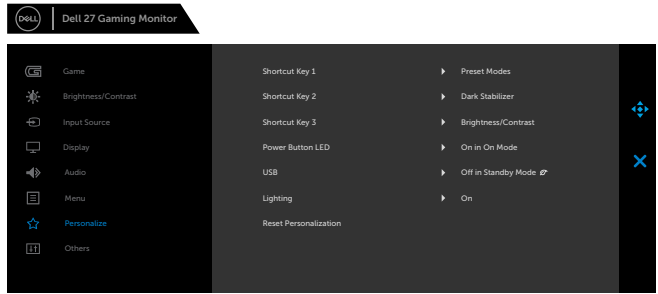 DELL
Dell 27 Gaming Monitor
Game
Shortcut Key 1
Preset Modes
Brightness/Contrast
Shortcut Key 2
Dark Stabilizer
Input Source
Shortcut Key 3
Brightness/Contrast
Display
Power Button LED
On in On Mode
Audio
USB
Off in Standby Mode
Menu
Lighting
On
Personalize
Reset Personalization
Others